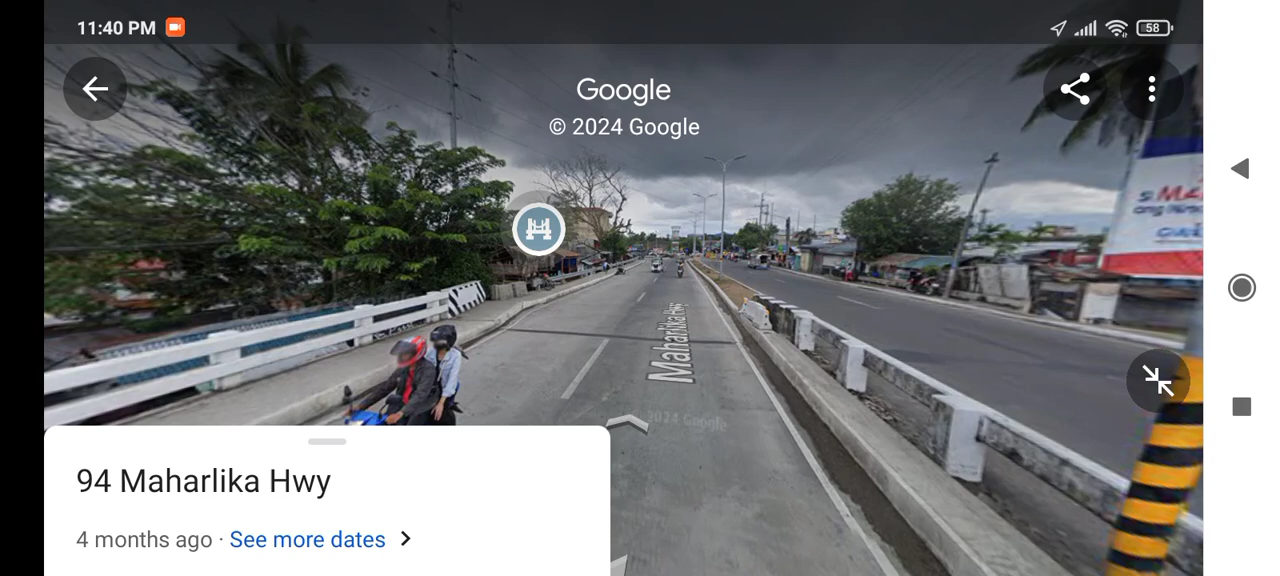 11:40 PM
58
Google
© 2024 Google
Maharlika Hwy
2024 Google
94 Maharlika Hwy
4 months ago · See more dates